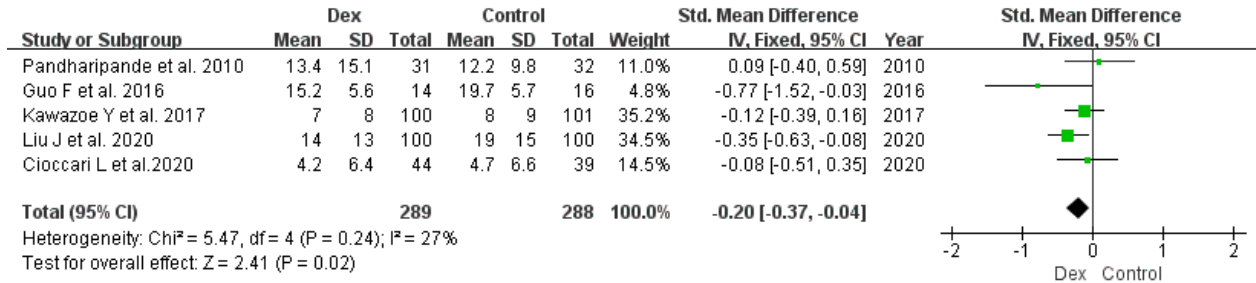 Dex Control Std. Mean Difference Std. Mean Difference
Study or Subgroup Mean SD Total Mean SD Total Weight IV, Fixed, 95% CI Year IV, Fixed, 95% CI
Pandharipande et al. 2010 13.4 15.1 31 12.2 9.8 32 11.0% 0.09 [-0.40, 0.59] 2010
Guo F et al. 2016 15.2 5.6 14 19.7 5.7 16 4.8% -0.77 [-1.52, -0.03] 2016
Kawazoe Y et al. 2017 7 8 100 8 9 101 35.2% -0.12 [-0.39, 0.16] 2017
Liu J et al. 2020 14 13 100 19 15 100 34.5% -0.35 [-0.63, -0.08] 2020
Cioccari L et al.2020 4.2 6.4 44 4.7 6.6 39 14.5% -0.08 [-0.51, 0.35] 2020
Total (95% CI) 289 288 100.0% -0.20 [-0.37, -0.04]
Heterogeneity: Chi² = 5.47, df = 4 (P = 0.24); I² = 27%
Test for overall effect: Z = 2.41 (P = 0.02)
-2 -1 0 1 2
Dex Control